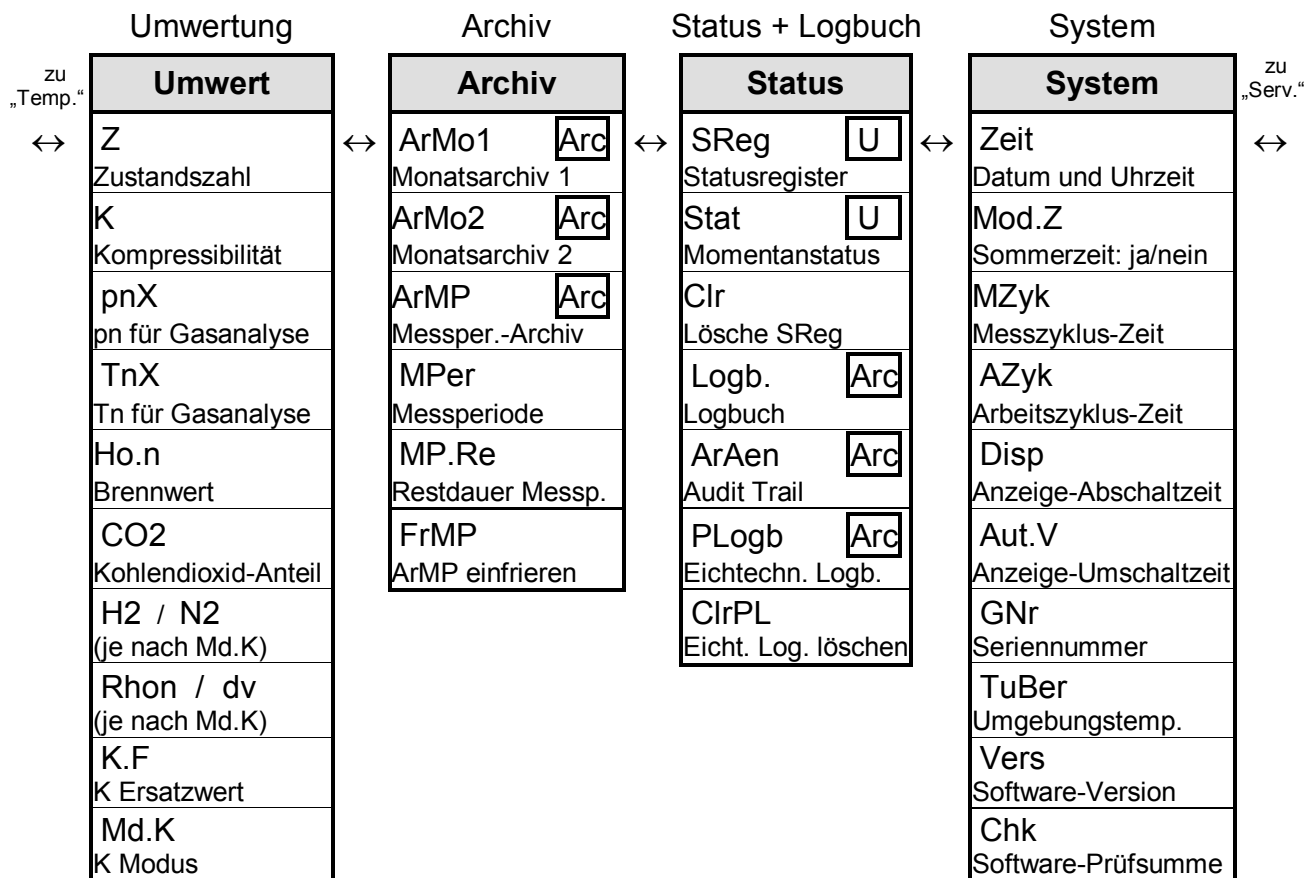 Umwertung
Archiv
Status + Logbuch
System
zu
„Temp.“
↔
Umwert
Z
Zustandszahl
K
Kompressibilität
pnX
pn für Gasanalyse
TnX
Tn für Gasanalyse
Ho.n
Brennwert
CO2
Kohlendioxid-Anteil
H2 / N2
(je nach Md.K)
Rhon / dv
(je nach Md.K)
K.F
K Ersatzwert
Md.K
K Modus
↔
Archiv
ArMo1 Arc
Monatsarchiv 1
ArMo2 Arc
Monatsarchiv 2
ArMP Arc
Messper.-Archiv
MPer
Messperiode
MP.Re
Restdauer Messp.
FrMP
ArMP einfrieren
↔
Status
SReg U
Statusregister
Stat U
Momentanstatus
Clr
Lösche SReg
Logb. Arc
Logbuch
ArAen Arc
Audit Trail
PLogb Arc
Eichtechn. Logb.
ClrPL
Eicht. Log. löschen
↔
System
Zeit
Datum und Uhrzeit
Mod.Z
Sommerzeit: ja/nein
MZyk
Messzyklus-Zeit
AZyk
Arbeitszyklus-Zeit
Disp
Anzeige-Abschaltzeit
Aut.V
Anzeige-Umschaltzeit
GNr
Seriennummer
TuBer
Umgebungstemp.
Vers
Software-Version
Chk
Software-Prüfsumme
zu
„Serv.“
↔